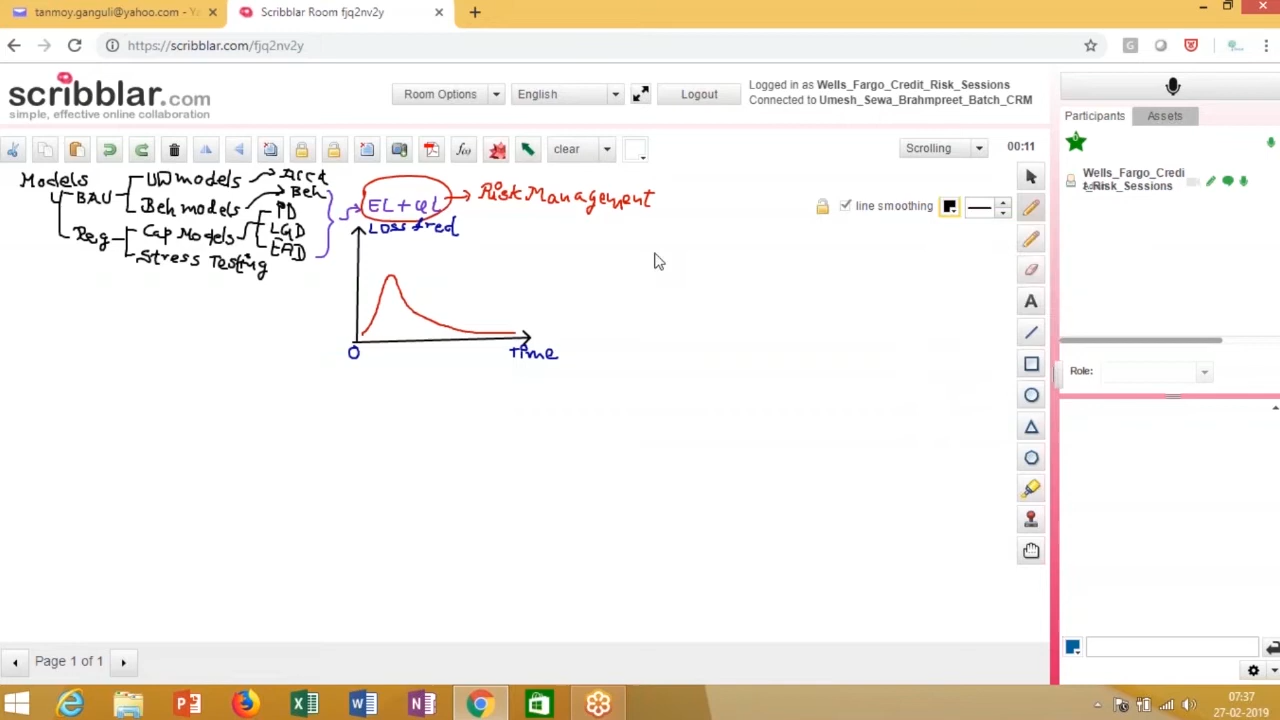 tanmoy.ganguli@yahoo.com - Y
Scribblar Room fjq2nv2y
https://scribblar.com/fjq2nv2y
scribblar.com
simple, effective online collaboration
Room Options
English
Logout
Logged in as Wells_Fargo_Credit_Risk_Sessions
Connected to Umesh_Sewa_Brahmpreet_Batch_CRM
clear
Scrolling
00:11
line smoothing
Participants
Assets
Wells_Fargo_Credi
t_Risk_Sessions
Role:
Models
BAU
UW models
Beh models
Beh
Reg
Cap Models
Stress Testing
PD
LGD
EAD
EL + UL
Risk Management
Loss
Time
0
Page 1 of 1
07:37
27-02-2019